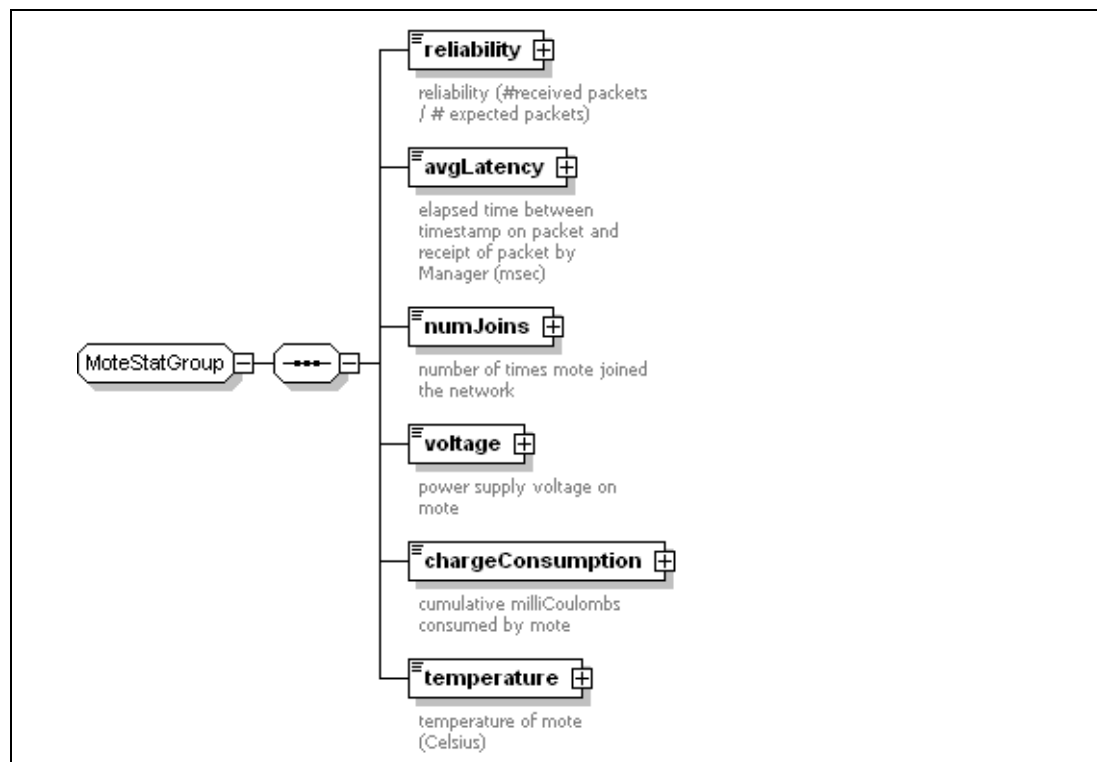 reliability
reliability (#received packets
/ # expected packets)
avgLatency
elapsed time between
timestamp on packet and
receipt of packet by
Manager (msec)
numJoins
number of times mote joined
the network
MoteStatGroup
voltage
power supply voltage on
mote
chargeConsumption
cumulative milliCoulombs
consumed by mote
temperature
temperature of mote
(Celsius)